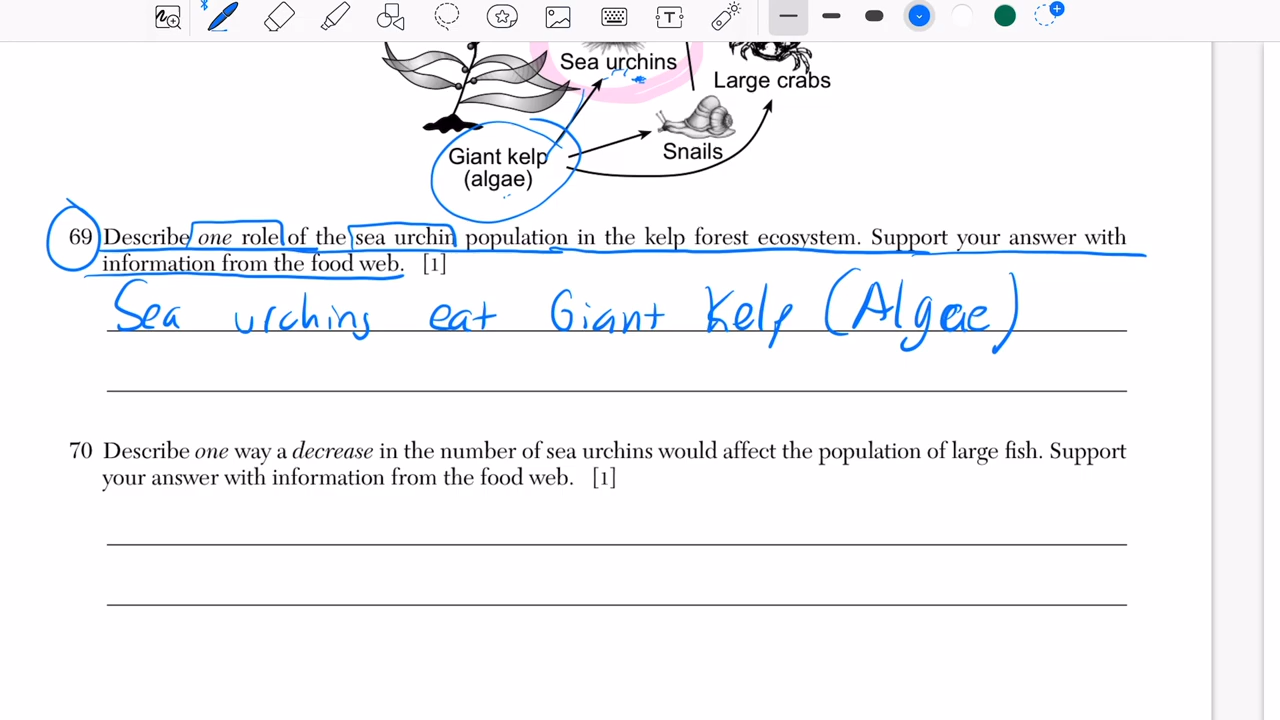 Sea urchins
Large crabs
Snails
Giant kelp
(algae)
69 Describe one role of the sea urchin population in the kelp forest ecosystem. Support your answer with
information from the food web. [1]
Sea urchins eat Giant Kelp (Algae)
70 Describe one way a decrease in the number of sea urchins would affect the population of large fish. Support
your answer with information from the food web. [1]